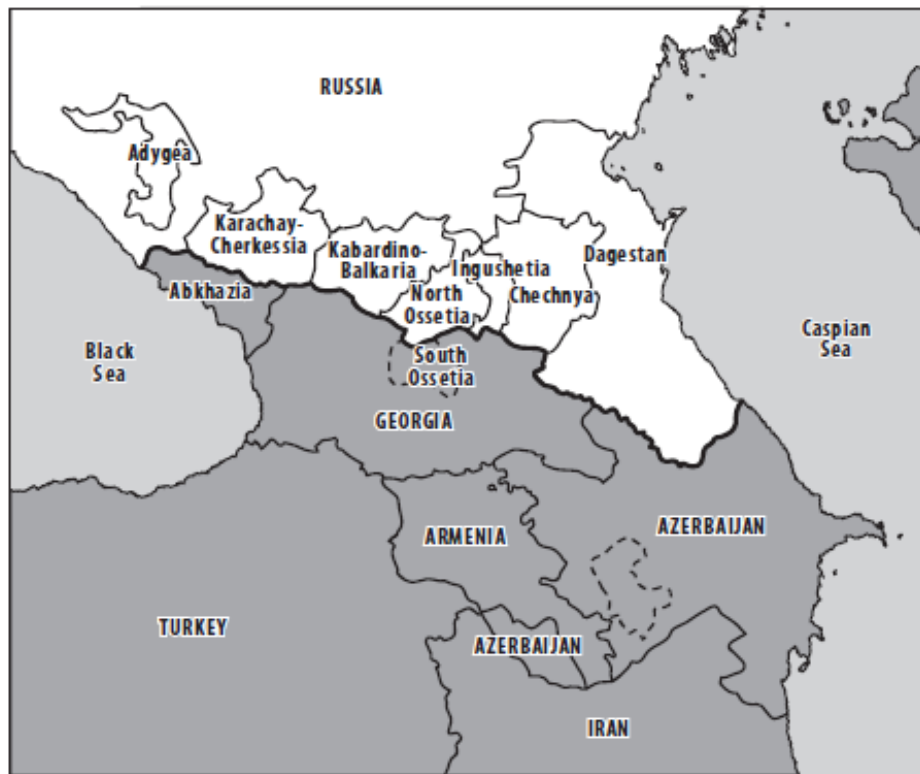 RUSSIA
Adygea
Karachay-
Cherkessia
Kabardino-
Balkaria
Ingushetia
Dagestan
North
Ossetia
Chechnya
Abkhazia
Caspian
Sea
Black
Sea
South
Ossetia
GEORGIA
ARMENIA
AZERBAIJAN
TURKEY
AZERBAIJAN
IRAN